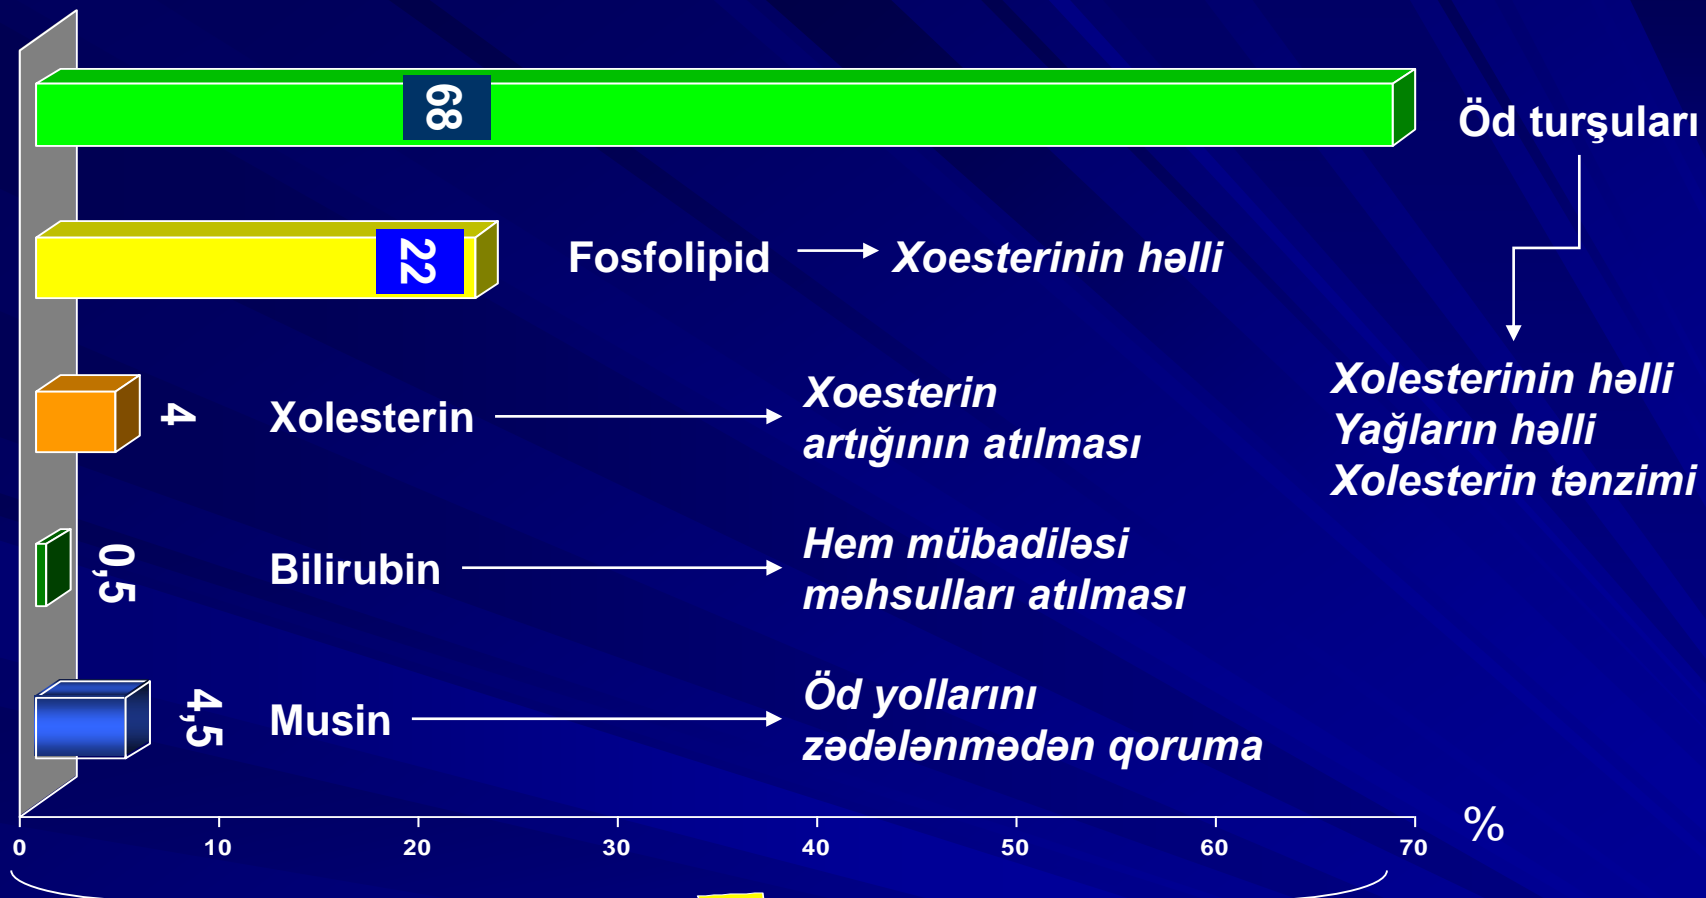 68
Öd turşuları
22
Fosfolipid
Xoesterinin həlli
Xolesterinin həlli
Yağların həlli
Xolesterin tənzimi
4
Xolesterin
Xoesterin
artığının atılması
0,5
Bilirubin
Hem mübadiləsi
məhsulları atılması
4,5
Musin
Öd yollarını
zədələnmədən qoruma
0 10 20 30 40 50 60 70 %